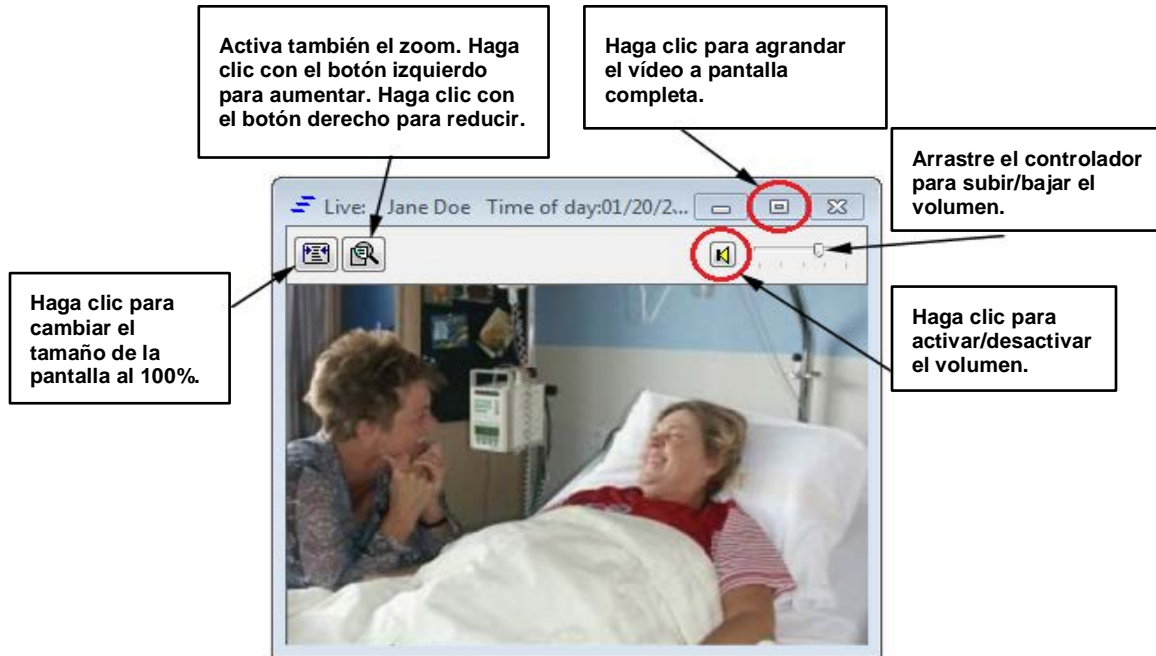 Activa también el zoom. Haga
clic con el botón izquierdo
para aumentar. Haga clic con
el botón derecho para reducir.
Haga clic para agrandar
el vídeo a pantalla
completa.
Arrastre el controlador
para subir/bajar el
volumen.
Live: Jane Doe Time of day:01/20/2...
Haga clic para
cambiar el
tamaño de la
pantalla al 100%.
Haga clic para
activar/desactivar
el volumen.